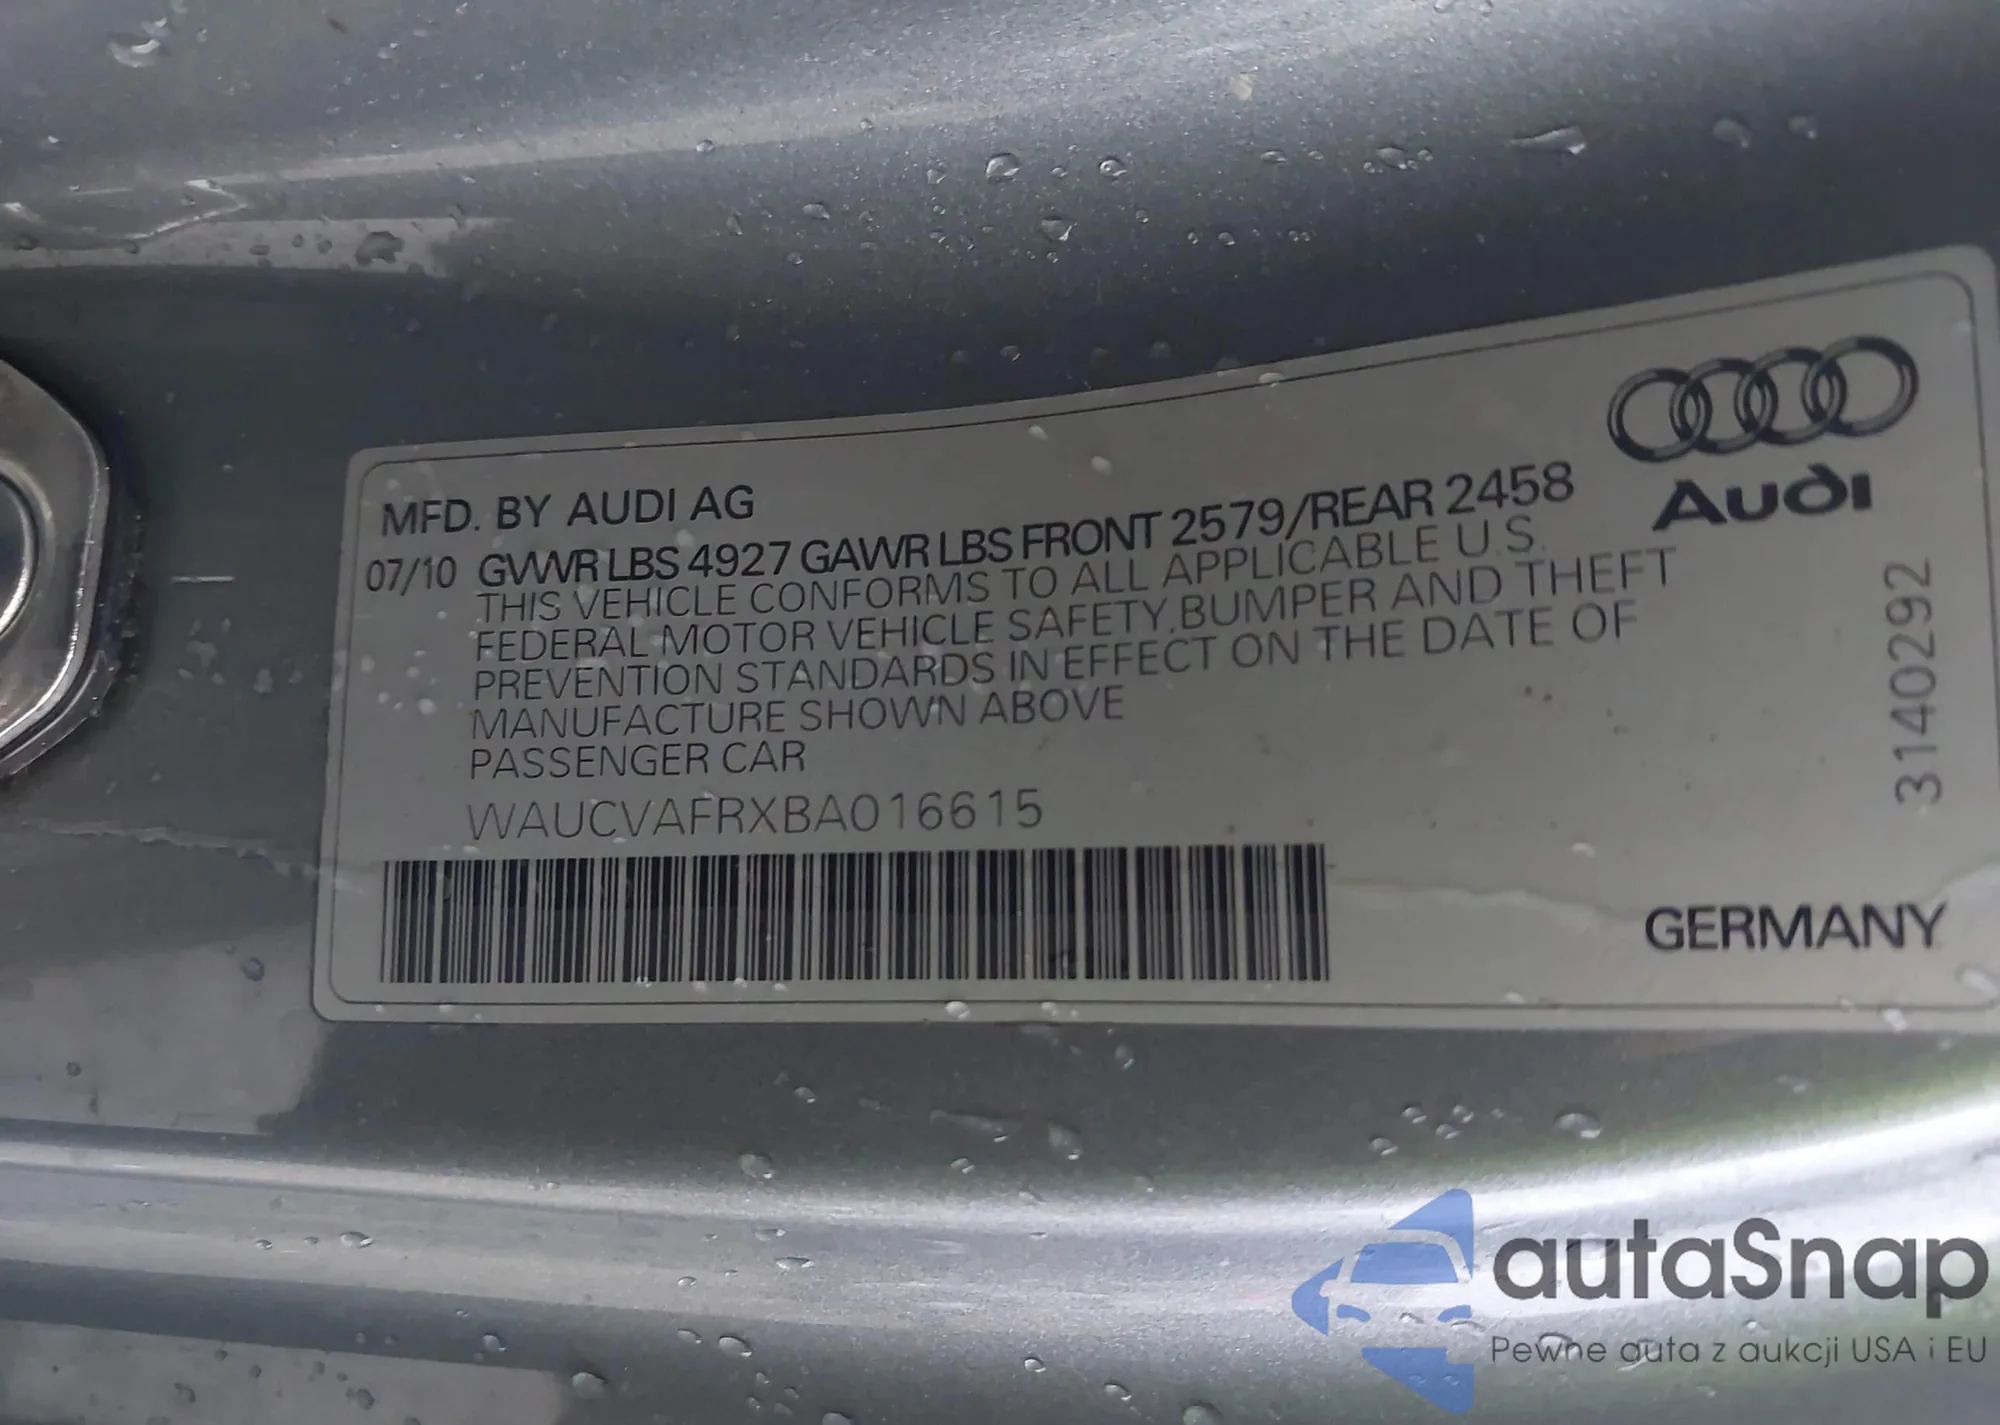 MFD. BY AUDI AG
07/10 GVWR LBS 4927 GAWR LBS FRONT 2579/REAR 2458
THIS VEHICLE CONFORMS TO ALL APPLICABLE U.S.
FEDERAL MOTOR VEHICLE SAFETY, BUMPER AND THEFT
PREVENTION STANDARDS IN EFFECT ON THE DATE OF
MANUFACTURE SHOWN ABOVE
PASSENGER CAR
WAUCVAFRXBA016615
Audi
3140292
GERMANY
autaSnap
Pewne auta z aukcji USA i EU